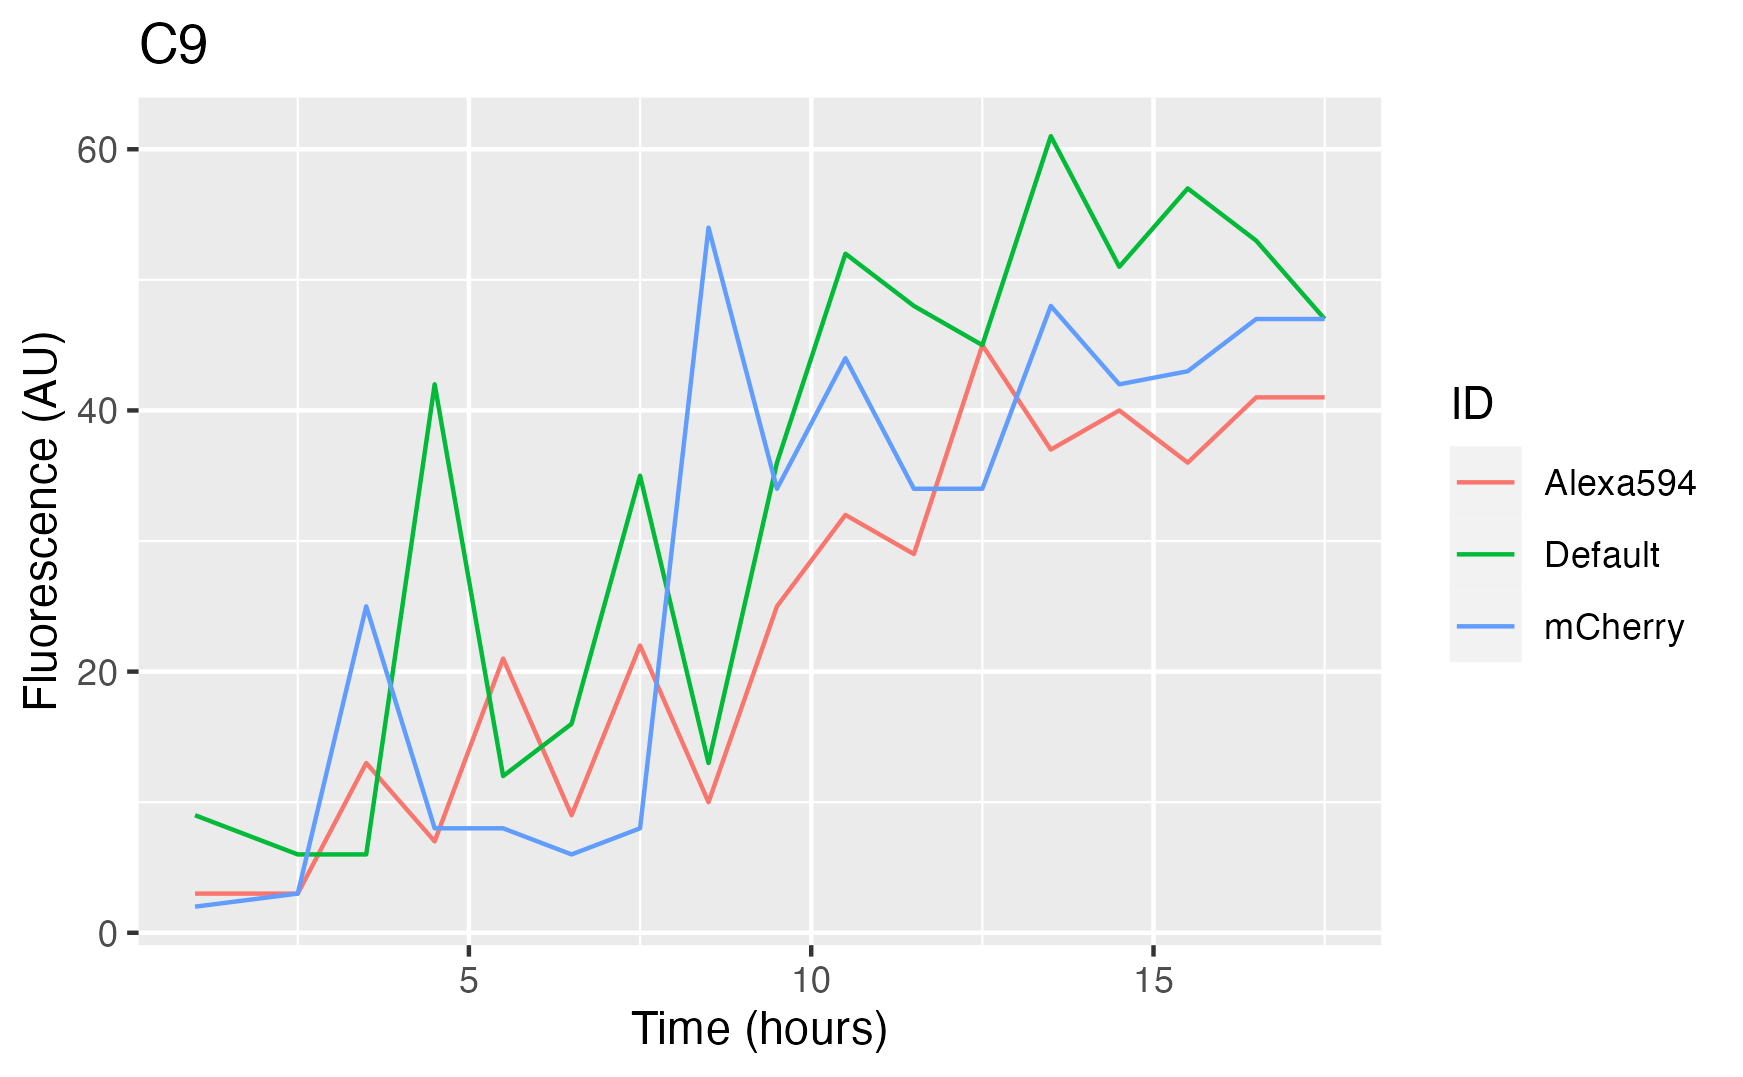 C9
Fluorescence (AU)
60
40
20
0
5 10 15
Time (hours)
ID
Alexa594
Default
mCherry